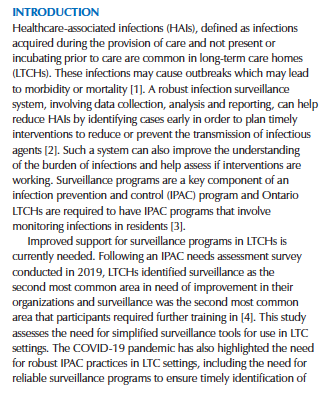 INTRODUCTION
Healthcare-associated infections (HAIs), defined as infections
acquired during the provision of care and not present or
incubating prior to care are common in long-term care homes
(LTCHs). These infections may cause outbreaks which may lead
to morbidity or mortality [1]. A robust infection surveillance
system, involving data collection, analysis and reporting, can help
reduce HAIs by identifying cases early in order to plan timely
interventions to reduce or prevent the transmission of infectious
agents [2]. Such a system can also improve the understanding
of the burden of infections and help assess if interventions are
working. Surveillance programs are a key component of an
infection prevention and control (IPAC) program and Ontario
LTCHs are required to have IPAC programs that involve
monitoring infections in residents [3].
Improved support for surveillance programs in LTCHs is
currently needed. Following an IPAC needs assessment survey
conducted in 2019, LTCHs identified surveillance as the
second most common area in need of improvement in their
organizations and surveillance was the second most common
area that participants required further training in [4]. This study
assesses the need for simplified surveillance tools for use in LTC
settings. The COVID-19 pandemic has also highlighted the need
for robust IPAC practices in LTC settings, including the need for
reliable surveillance programs to ensure timely identification of